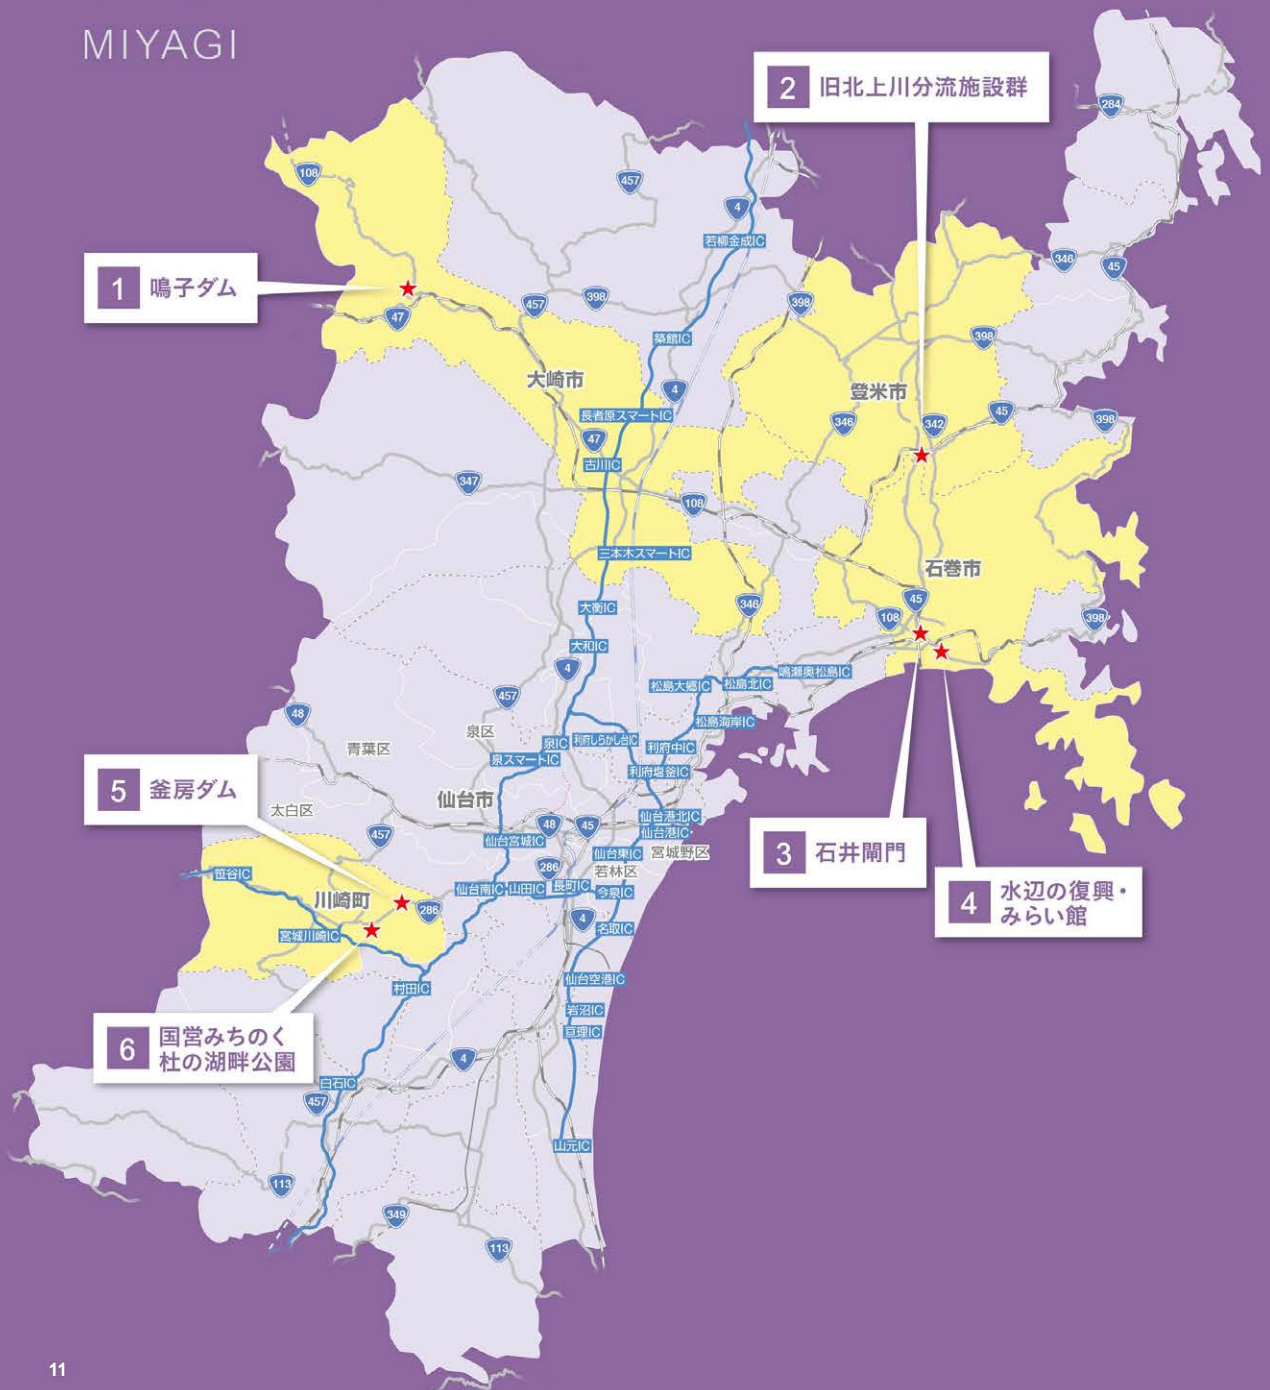 MIYAGI
2 旧北上川分流施設群
284
108
457
4
若柳金成IC
346
45
1 鳴子ダム
47
457
398
398
築館IC
398
大崎市
4
登米市
長者原スマートIC
346
342
45
398
47
古川IC
347
108
三本木スマートIC
石巻市
大衡IC
346
45
108
398
大和IC
4
457
松島大郷IC
松島北IC
鳴瀬奥松島IC
48
青葉区
泉区
泉IC
利府しらかし台IC
利府中IC
松島海岸IC
泉スマートIC
利府塩釜IC
5 釜房ダム
仙台市
太白区
457
仙台宮城IC
48
45
仙台港北IC
仙台港IC
仙台東IC
宮城野区
3 石井閘門
286
若林区
笹谷IC
仙台南IC
山田IC
長町IC
今泉IC
4 水辺の復興・
みらい館
川崎町
286
4
名取IC
宮城川崎IC
村田IC
仙台空港IC
岩沼IC
亘理IC
6 国営みちのく
杜の湖畔公園
4
白石IC
457
山元IC
113
349
113
11